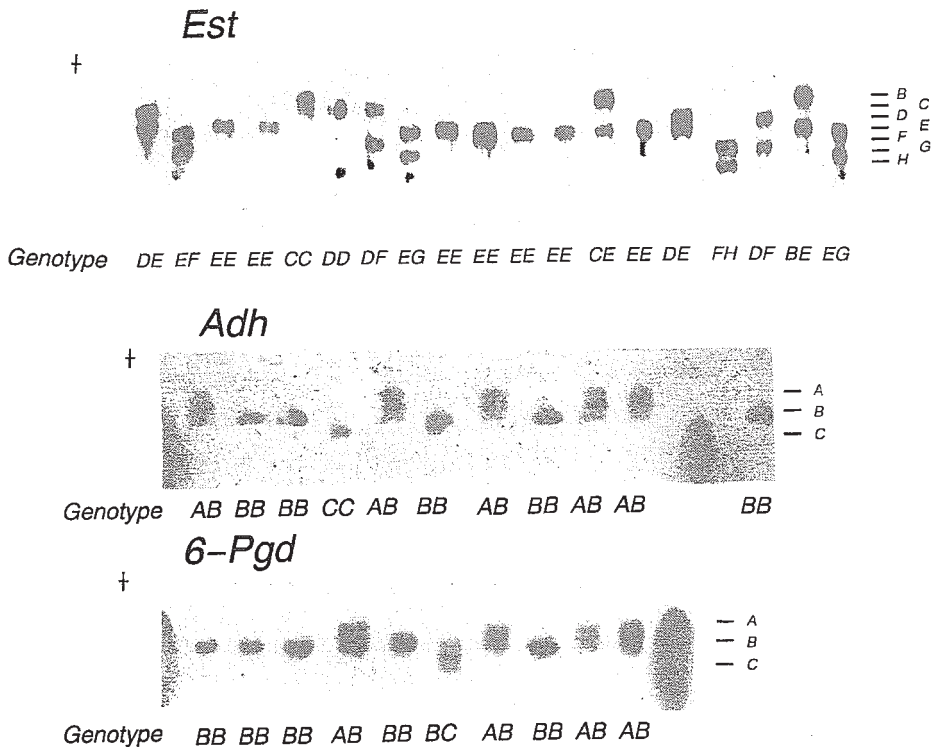 Est
B
C
D
E
F
G
H
Genotype DE EF EE EE CC DD DF EG EE EE EE EE CE EE DE FH DF BE EG
Adh
A
B
C
Genotype AB BB BB CC AB BB AB BB AB AB BB
6-Pgd
A
B
C
Genotype BB BB BB AB BB BC AB BB AB AB